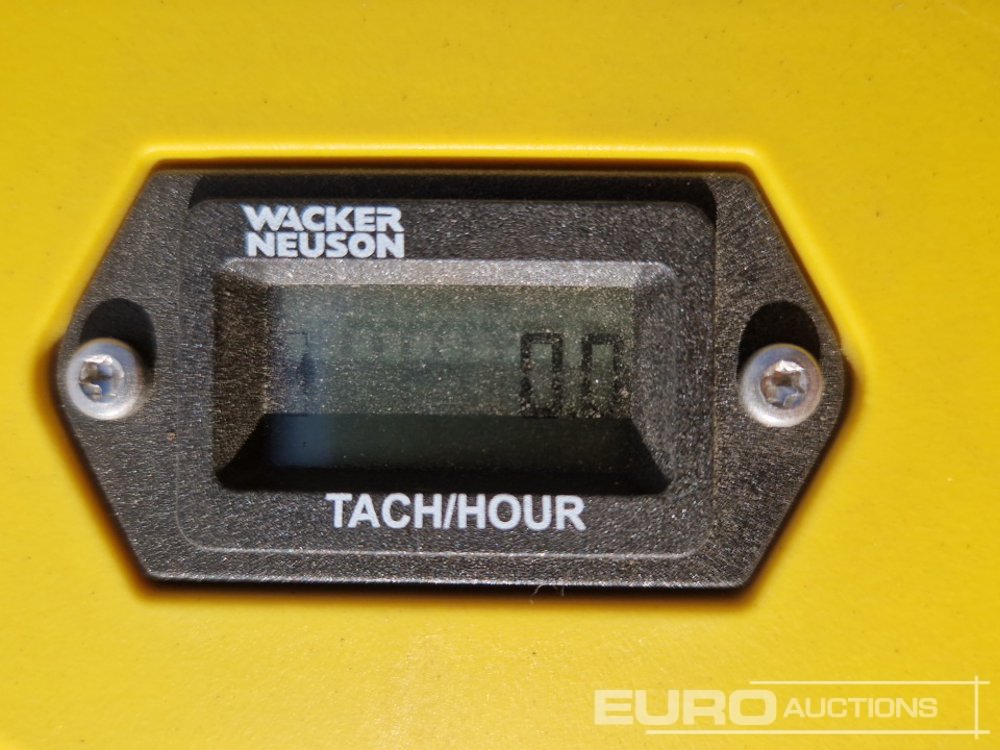 WACKER
NEUSON
00
TACH/HOUR
EURO AUCTIONS